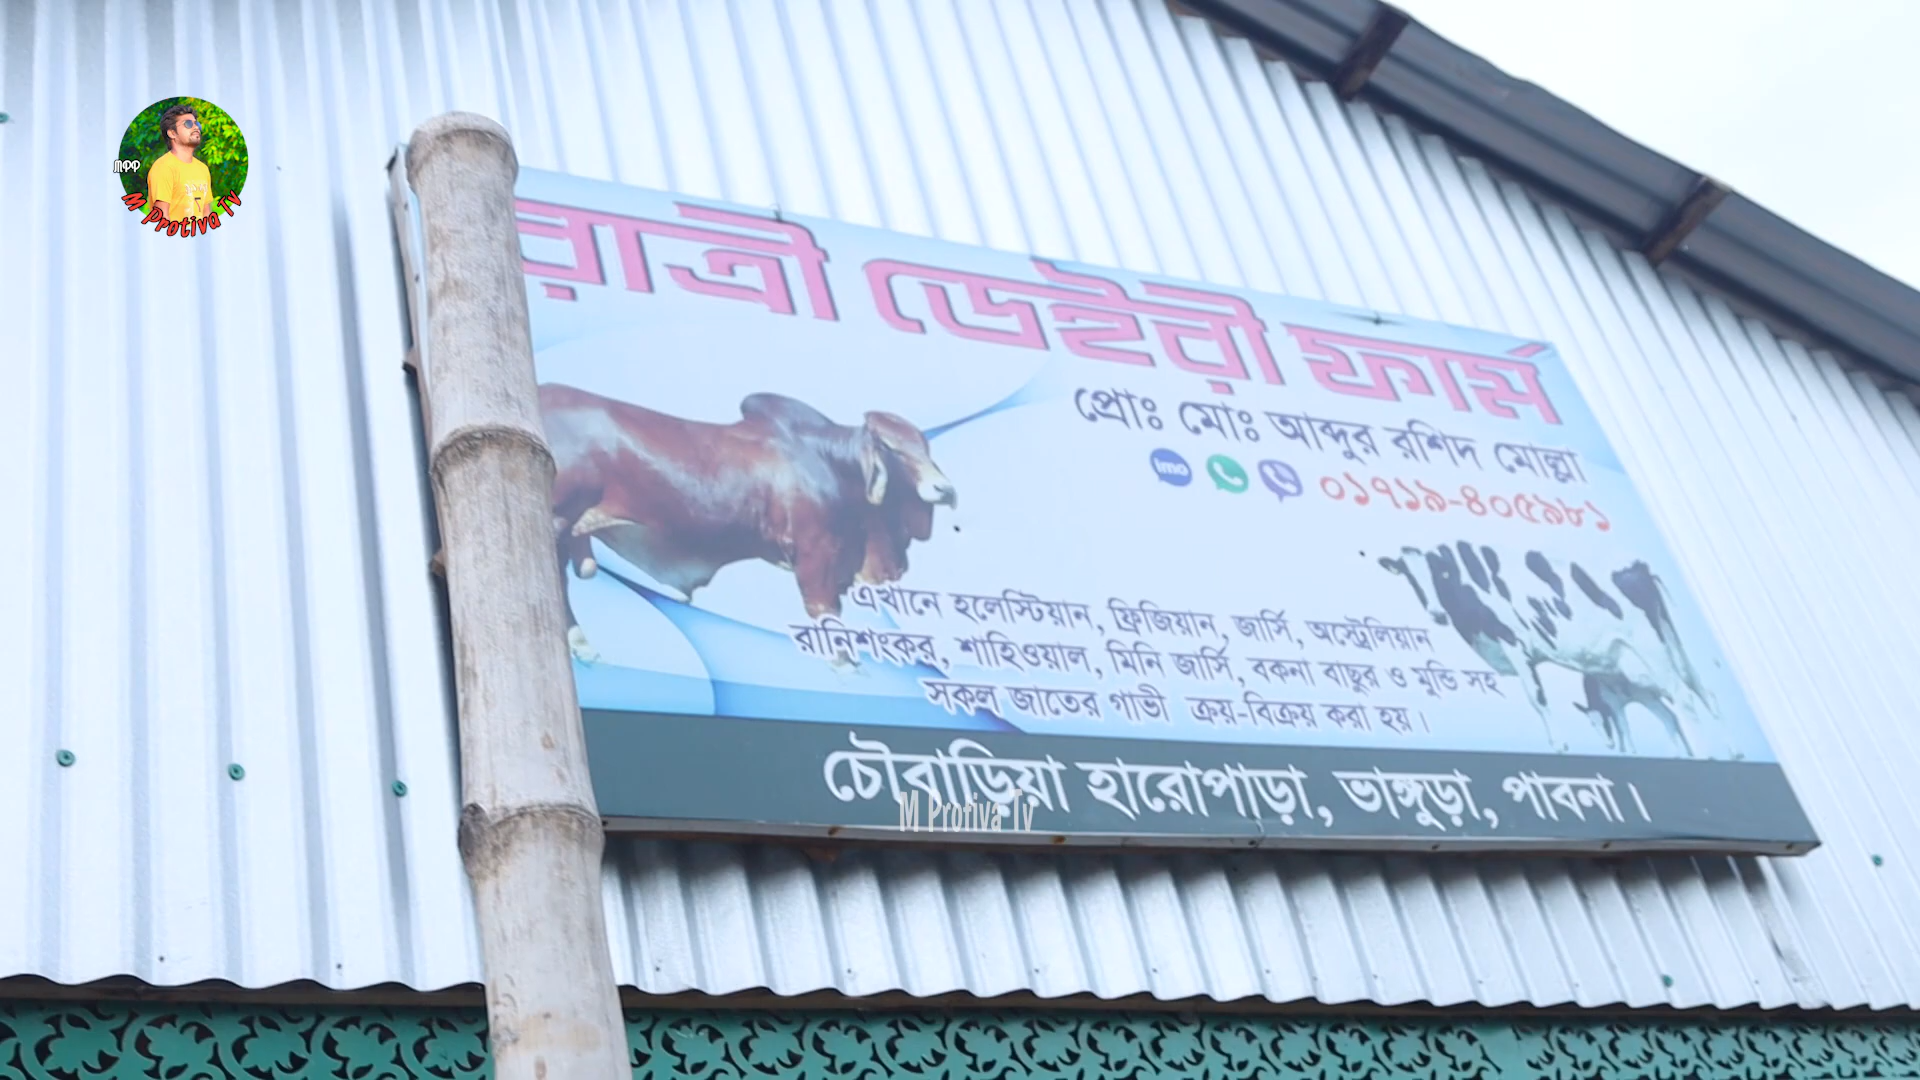 MPP
M Protiva Tv
রাত্রী ডেইরী ফার্ম
প্রোঃ মোঃ আব্দুর রশিদ মোল্লা
imo ০১৭১৯-৪০৫৯৮১
এখানে হলেস্টিয়ান, ফ্রিজিয়ান, জার্সি, অস্ট্রেলিয়ান
রানিশংকর, শাহিওয়াল, মিনি জার্সি, বকনা বাছুর ও মুন্ডি সহ
সকল জাতের গাভী ক্রয়-বিক্রয় করা হয়।
চৌবাড়িয়া হারোপাড়া, ভাঙ্গুড়া, পাবনা।
M Protiva Tv